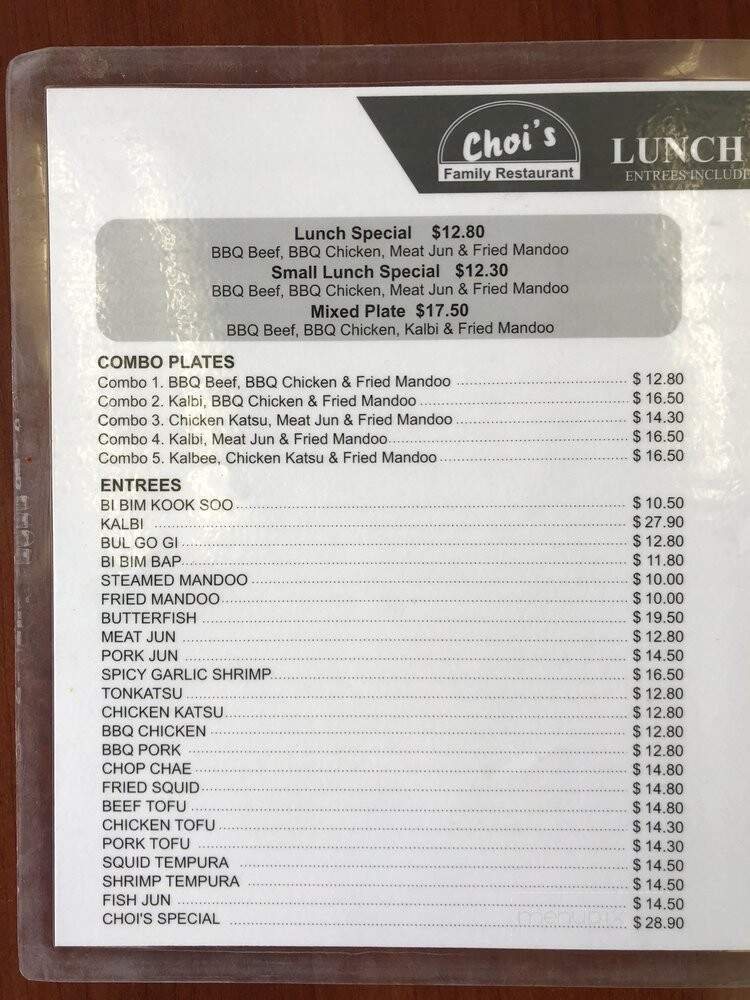 Choi's
Family Restaurant
LUNCH
ENTREES INCLUDE
Lunch Special $12.80
BBQ Beef, BBQ Chicken, Meat Jun & Fried Mandoo
Small Lunch Special $12.30
BBQ Beef, BBQ Chicken, Meat Jun & Fried Mandoo
Mixed Plate $17.50
BBQ Beef, BBQ Chicken, Kalbi & Fried Mandoo
COMBO PLATES
Combo 1. BBQ Beef, BBQ Chicken & Fried Mandoo $ 12.80
Combo 2. Kalbi, BBQ Chicken & Fried Mandoo $ 16.50
Combo 3. Chicken Katsu, Meat Jun & Fried Mandoo $ 14.30
Combo 4. Kalbi, Meat Jun & Fried Mandoo $ 16.50
Combo 5. Kalbee, Chicken Katsu & Fried Mandoo $ 16.50
ENTREES
BI BIM KOOK SOO $ 10.50
KALBI $ 27.90
BUL GO GI $ 12.80
BI BIM BAP $ 11.80
STEAMED MANDOO $ 10.00
FRIED MANDOO $ 10.00
BUTTERFISH $ 19.50
MEAT JUN $ 12.80
PORK JUN $ 14.50
SPICY GARLIC SHRIMP $ 16.50
TONKATSU $ 12.80
CHICKEN KATSU $ 12.80
BBQ CHICKEN $ 12.80
BBQ PORK $ 12.80
CHOP CHAE $ 14.80
FRIED SQUID $ 14.80
BEEF TOFU $ 14.80
CHICKEN TOFU $ 14.30
PORK TOFU $ 14.30
SQUID TEMPURA $ 14.50
SHRIMP TEMPURA $ 14.50
FISH JUN $ 14.50
CHOI'S SPECIAL $ 28.90